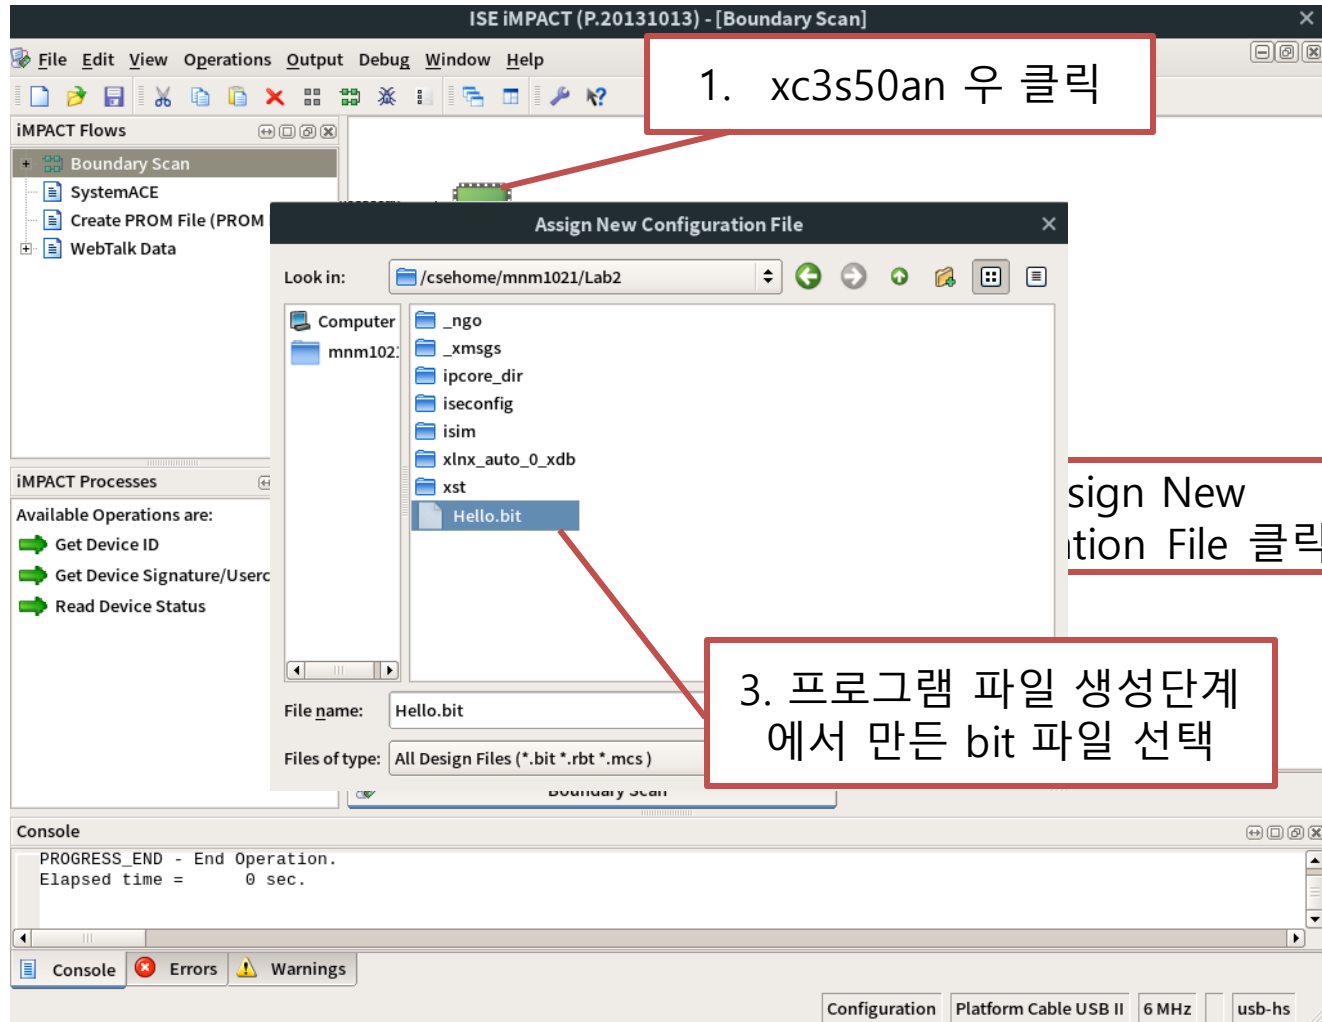 ISE iMPACT (P.20131013) - [Boundary Scan]
File Edit View Operations Output Debug Window Help
1. xc3s50an 우 클릭
iMPACT Flows
Boundary Scan
SystemACE
Create PROM File (PROM
WebTalk Data
Assign New Configuration File
Look in: /csehome/mnm1021/Lab2
Computer
mnm102
_ngo
_xmsgs
ipcore_dir
iseconfig
isim
xlnx_auto_0_xdb
xst
Hello.bit
sign New
tion File 클릭
iMPACT Processes
Available Operations are:
Get Device ID
Get Device Signature/Userc
Read Device Status
3. 프로그램 파일 생성단계
에서 만든 bit 파일 선택
File name: Hello.bit
Files of type: All Design Files (*.bit *.rbt *.mcs )
Boundary Scan
Console
PROGRESS_END - End Operation.
Elapsed time = 0 sec.
Console Errors Warnings
Configuration Platform Cable USB II 6 MHz usb-hs